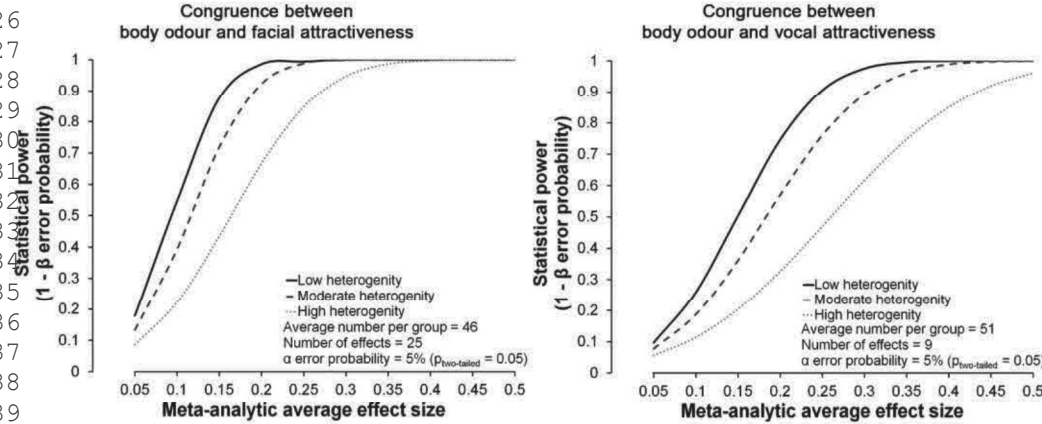 26
27
28
29
30
31
32
33
34
35
36
37
38
39
Congruence between
body odour and facial attractiveness
Statistical power
(1 - β error probability)
1
0.9
0.8
0.7
0.6
0.5
0.4
0.3
0.2
0.1
0
Low heterogenity
Moderate heterogenity
High heterogenity
Average number per group = 46
Number of effects = 25
α error probability = 5% (p two-tailed = 0.05)
0.05 0.1 0.15 0.2 0.25 0.3 0.35 0.4 0.45 0.5
Meta-analytic average effect size
Congruence between
body odour and vocal attractiveness
Statistical power
(1 - β error probability)
1
0.9
0.8
0.7
0.6
0.5
0.4
0.3
0.2
0.1
0
Low heterogenity
Moderate heterogenity
High heterogenity
Average number per group = 51
Number of effects = 9
α error probability = 5% (p two-tailed = 0.05)
0.05 0.1 0.15 0.2 0.25 0.3 0.35 0.4 0.45 0.5
Meta-analytic average effect size